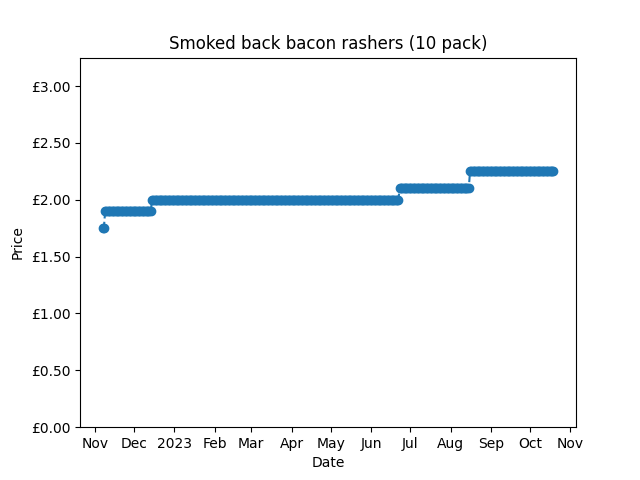 Smoked back bacon rashers (10 pack)
£3.00
£2.50
£2.00
£1.50
£1.00
£0.50
£0.00
Price
Nov Dec 2023 Feb Mar Apr May Jun Jul Aug Sep Oct Nov
Date